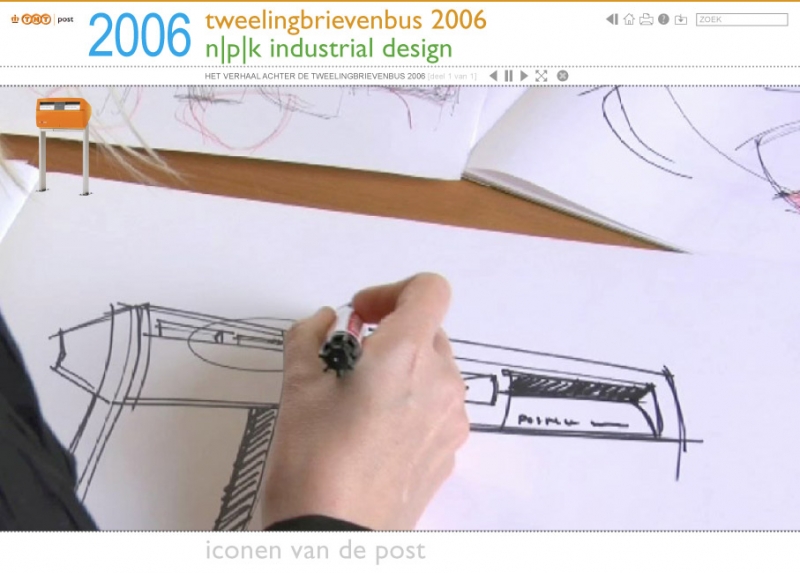 TNT post
2006
tweelingbrievenbus 2006
n|p|k industrial design
ZOEK
HET VERHAAL ACHTER DE TWEELINGBRIEVENBUS 2006 [deel 1 van 1]
iconen van de post